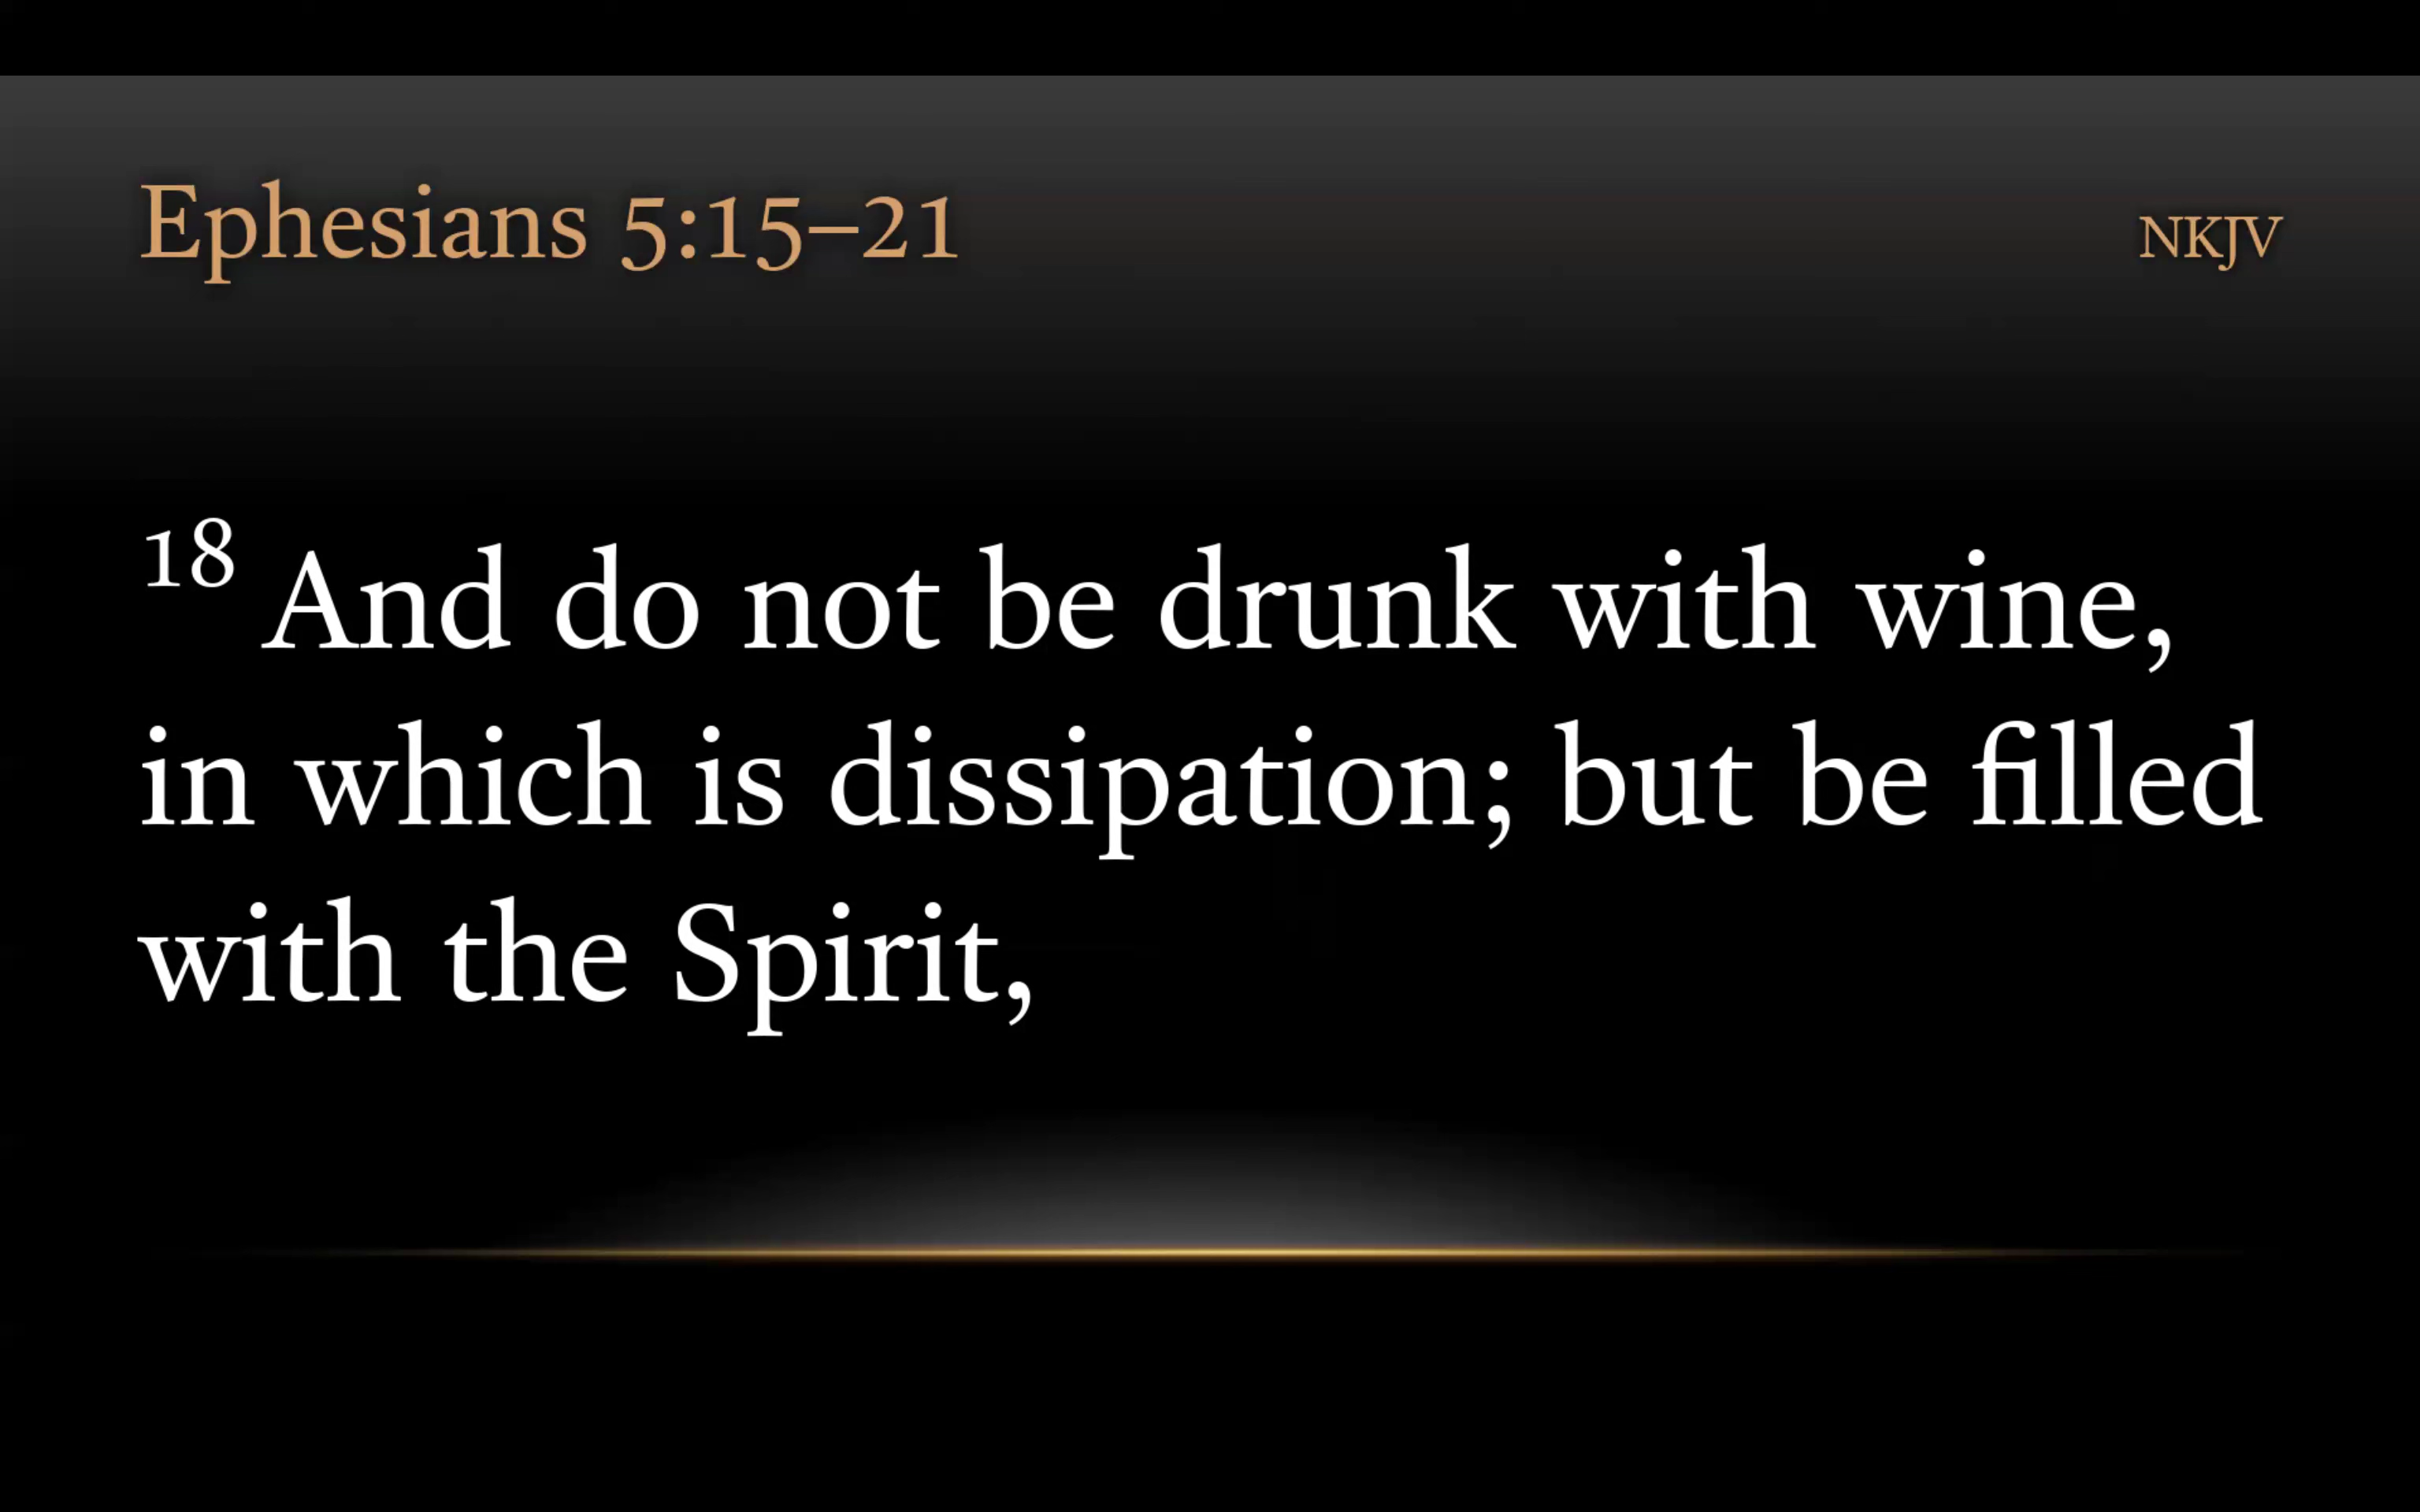 Ephesians 5:15–21
NKJV
18 And do not be drunk with wine,
in which is dissipation; but be filled
with the Spirit,